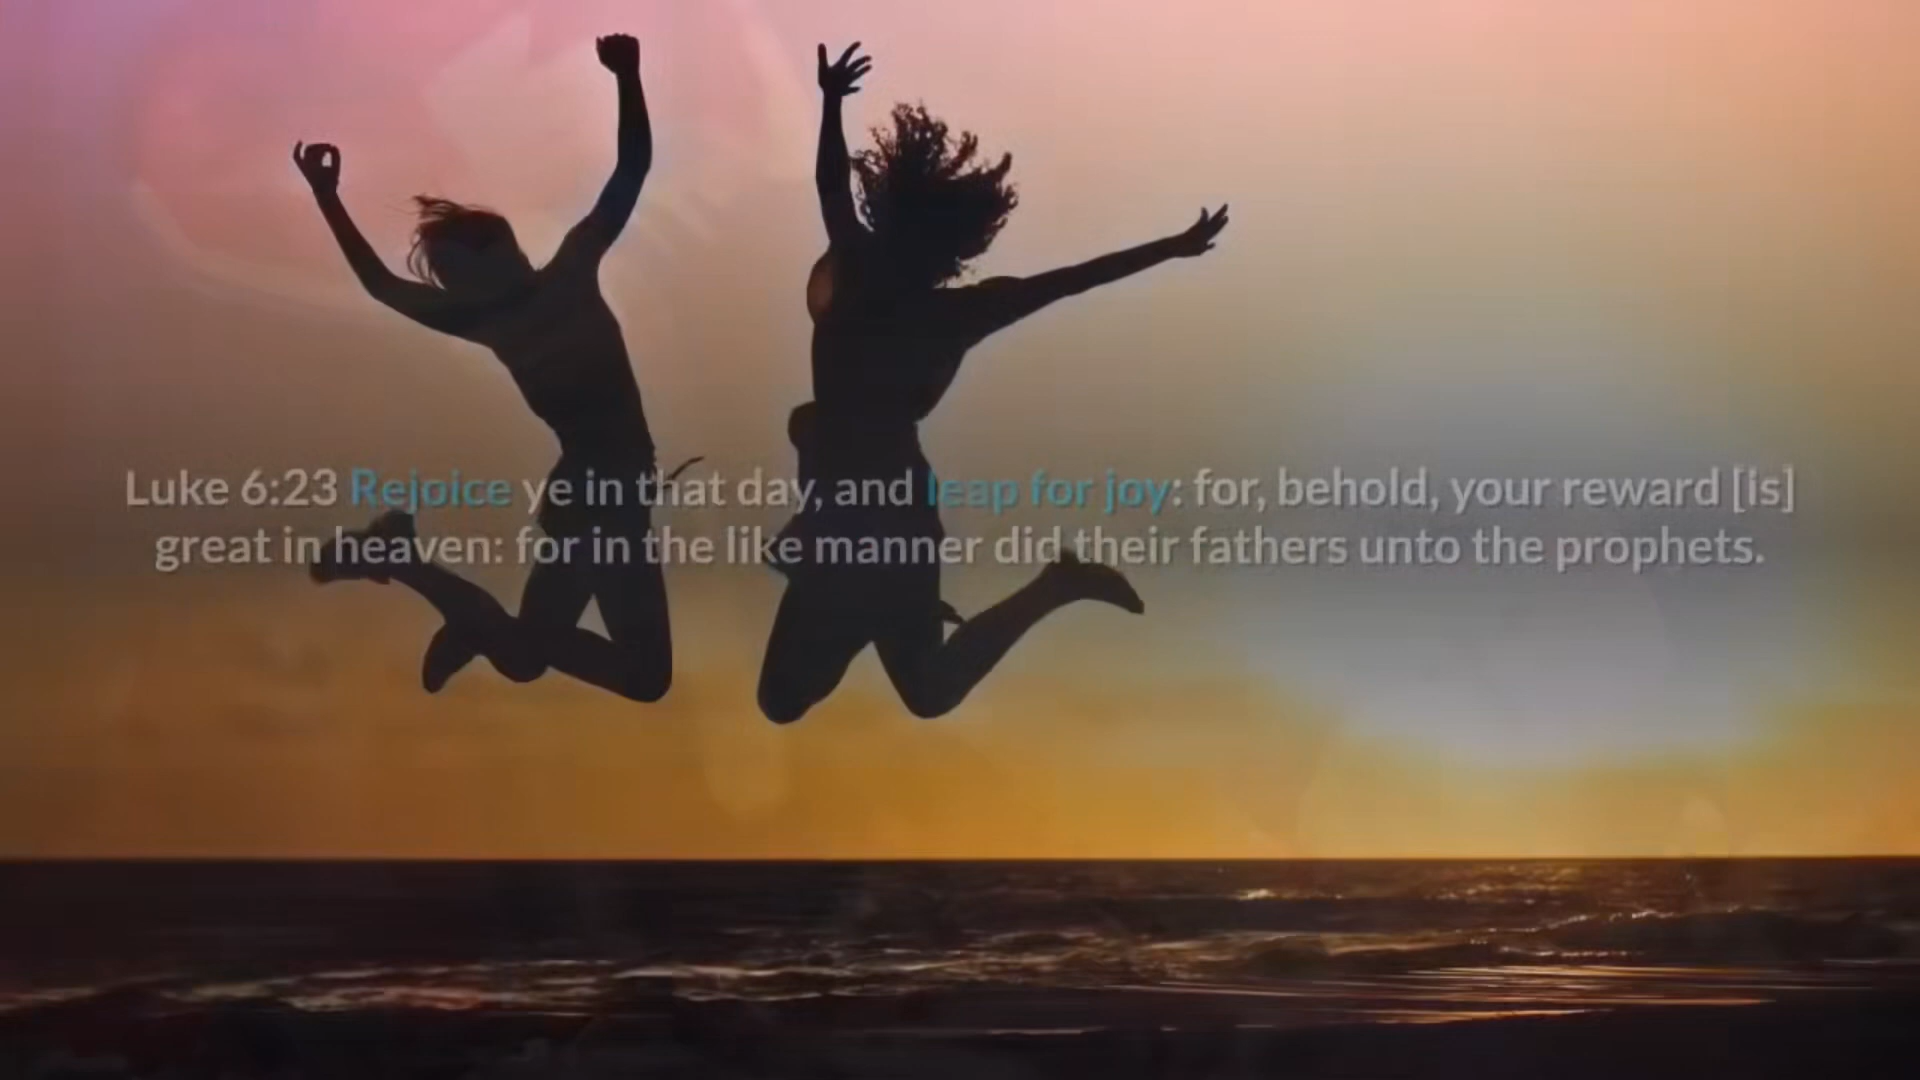 Luke 6:23 Rejoice ye in that day, and leap for joy: for, behold, your reward [is]
great in heaven: for in the like manner did their fathers unto the prophets.